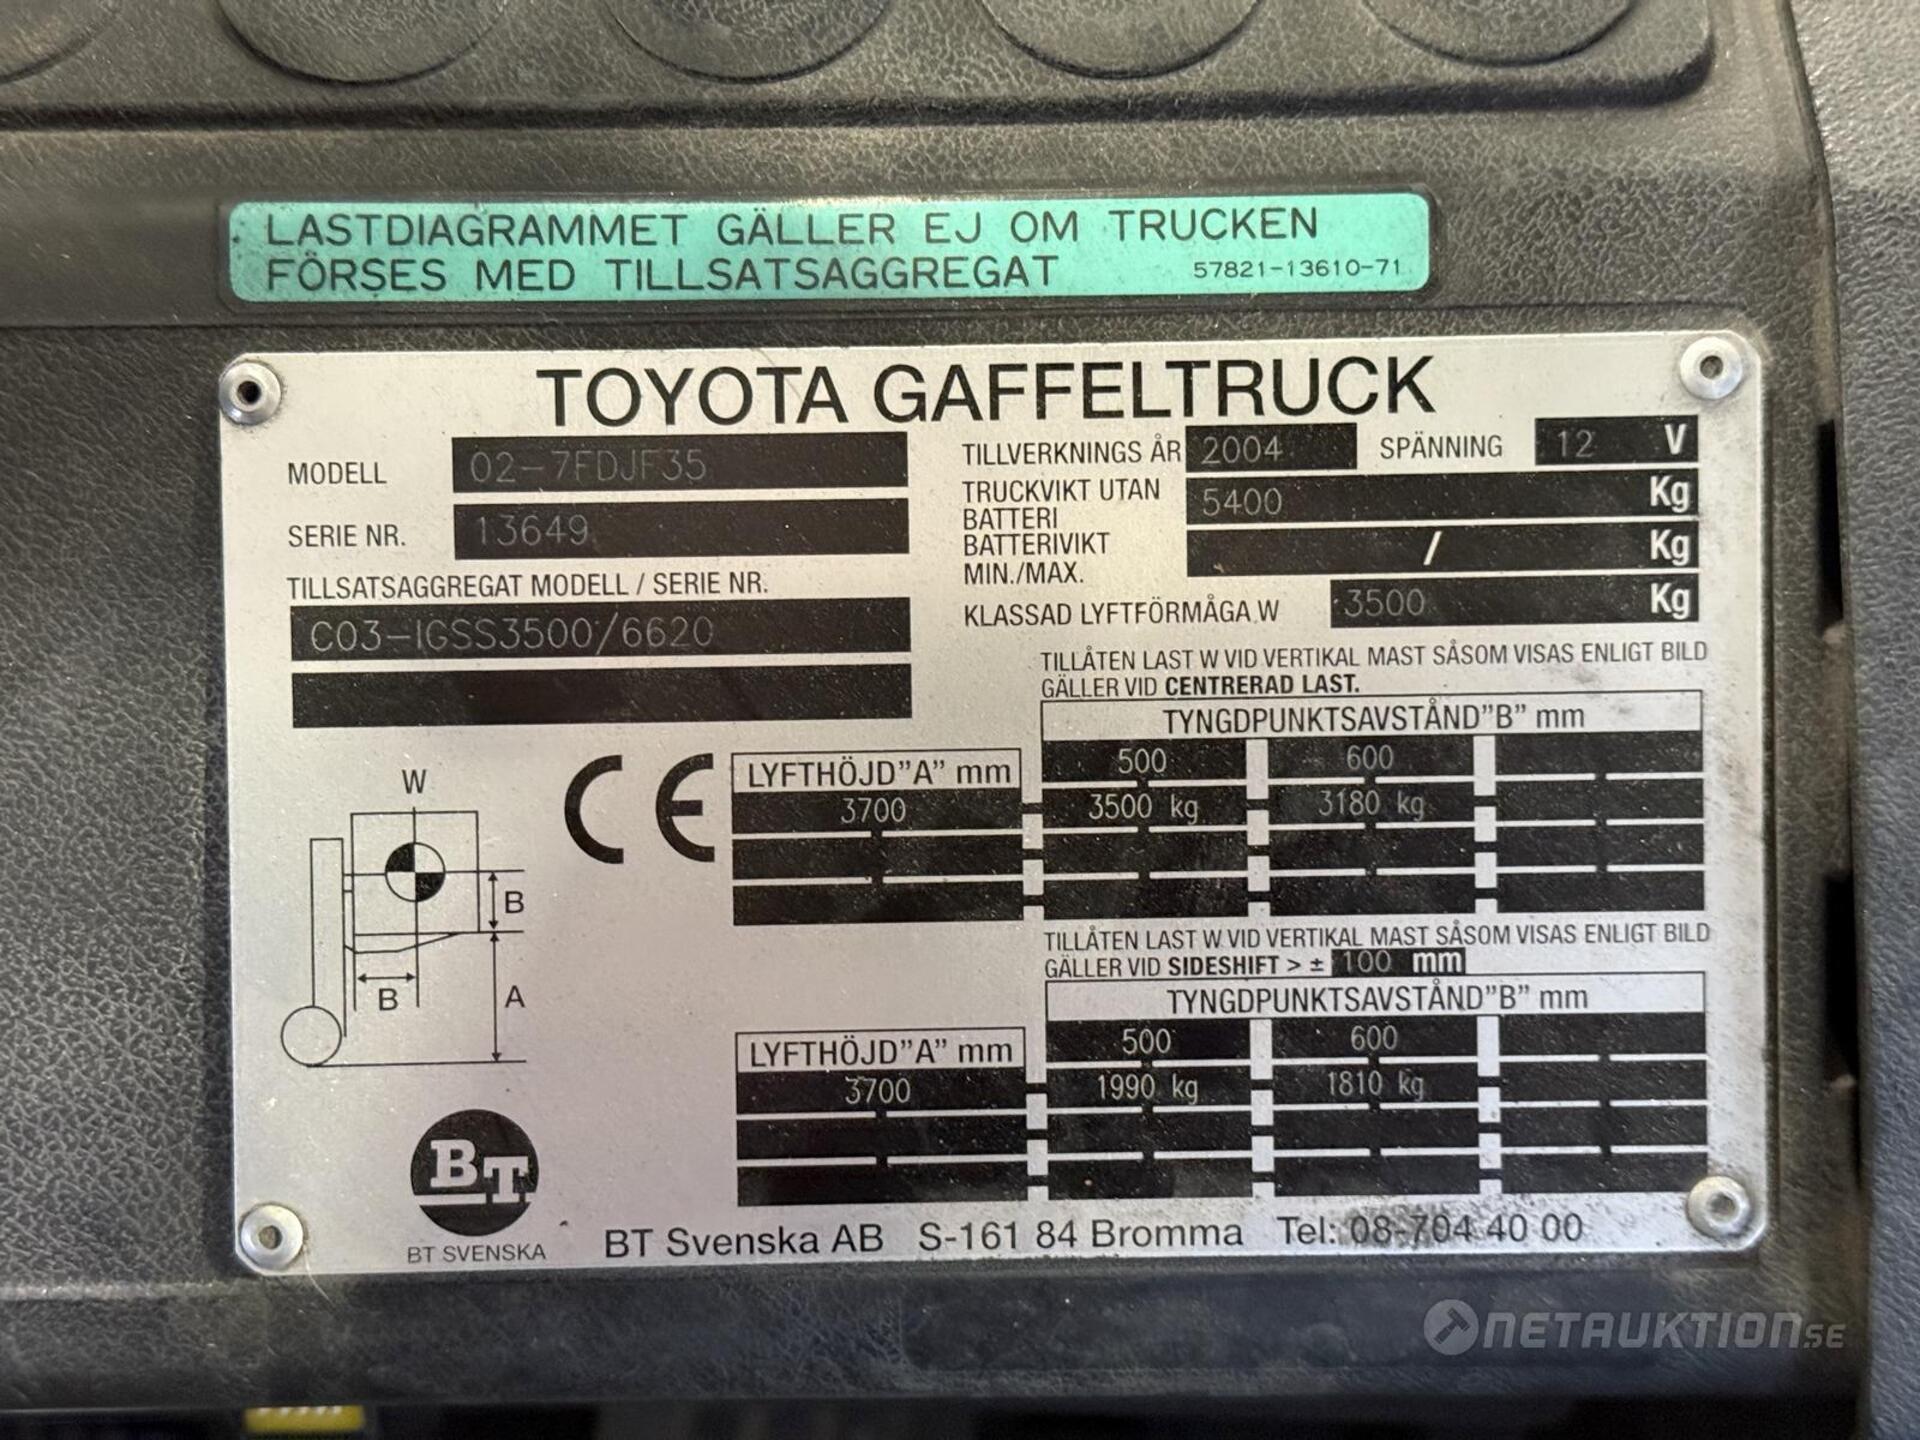 LASTDIAGRAMMET GÄLLER EJ OM TRUCKEN
FÖRSES MED TILLSATSAGGREGAT 57821-13610-71
TOYOTA GAFFELTRUCK
MODELL 02-7FDJF35
SERIE NR. 13649
TILLSATSAGGREGAT MODELL / SERIE NR.
C03-IGSS3500/6620
TILLVERKNINGS ÅR 2004 SPÄNNING 12 V
TRUCKVIKT UTAN
BATTERI 5400 Kg
BATTERIVIKT
MIN./MAX. / Kg
KLASSAD LYFTFÖRMÅGA W 3500 Kg
TILLÅTEN LAST W VID VERTIKAL MAST SÅSOM VISAS ENLIGT BILD
GÄLLER VID CENTRERAD LAST.
TYNGDPUNKTSAVSTÅND"B" mm
LYFTHÖJD"A" mm 500 600
3700 3500 kg 3180 kg
W
B
B
A
CE
TILLÅTEN LAST W VID VERTIKAL MAST SÅSOM VISAS ENLIGT BILD
GÄLLER VID SIDESHIFT > ± 100 mm
TYNGDPUNKTSAVSTÅND"B" mm
LYFTHÖJD"A" mm 500 600
3700 1990 kg 1810 kg
BT
BT SVENSKA
BT Svenska AB S-161 84 Bromma Tel: 08-704 40 00
NETAUKTION.SE